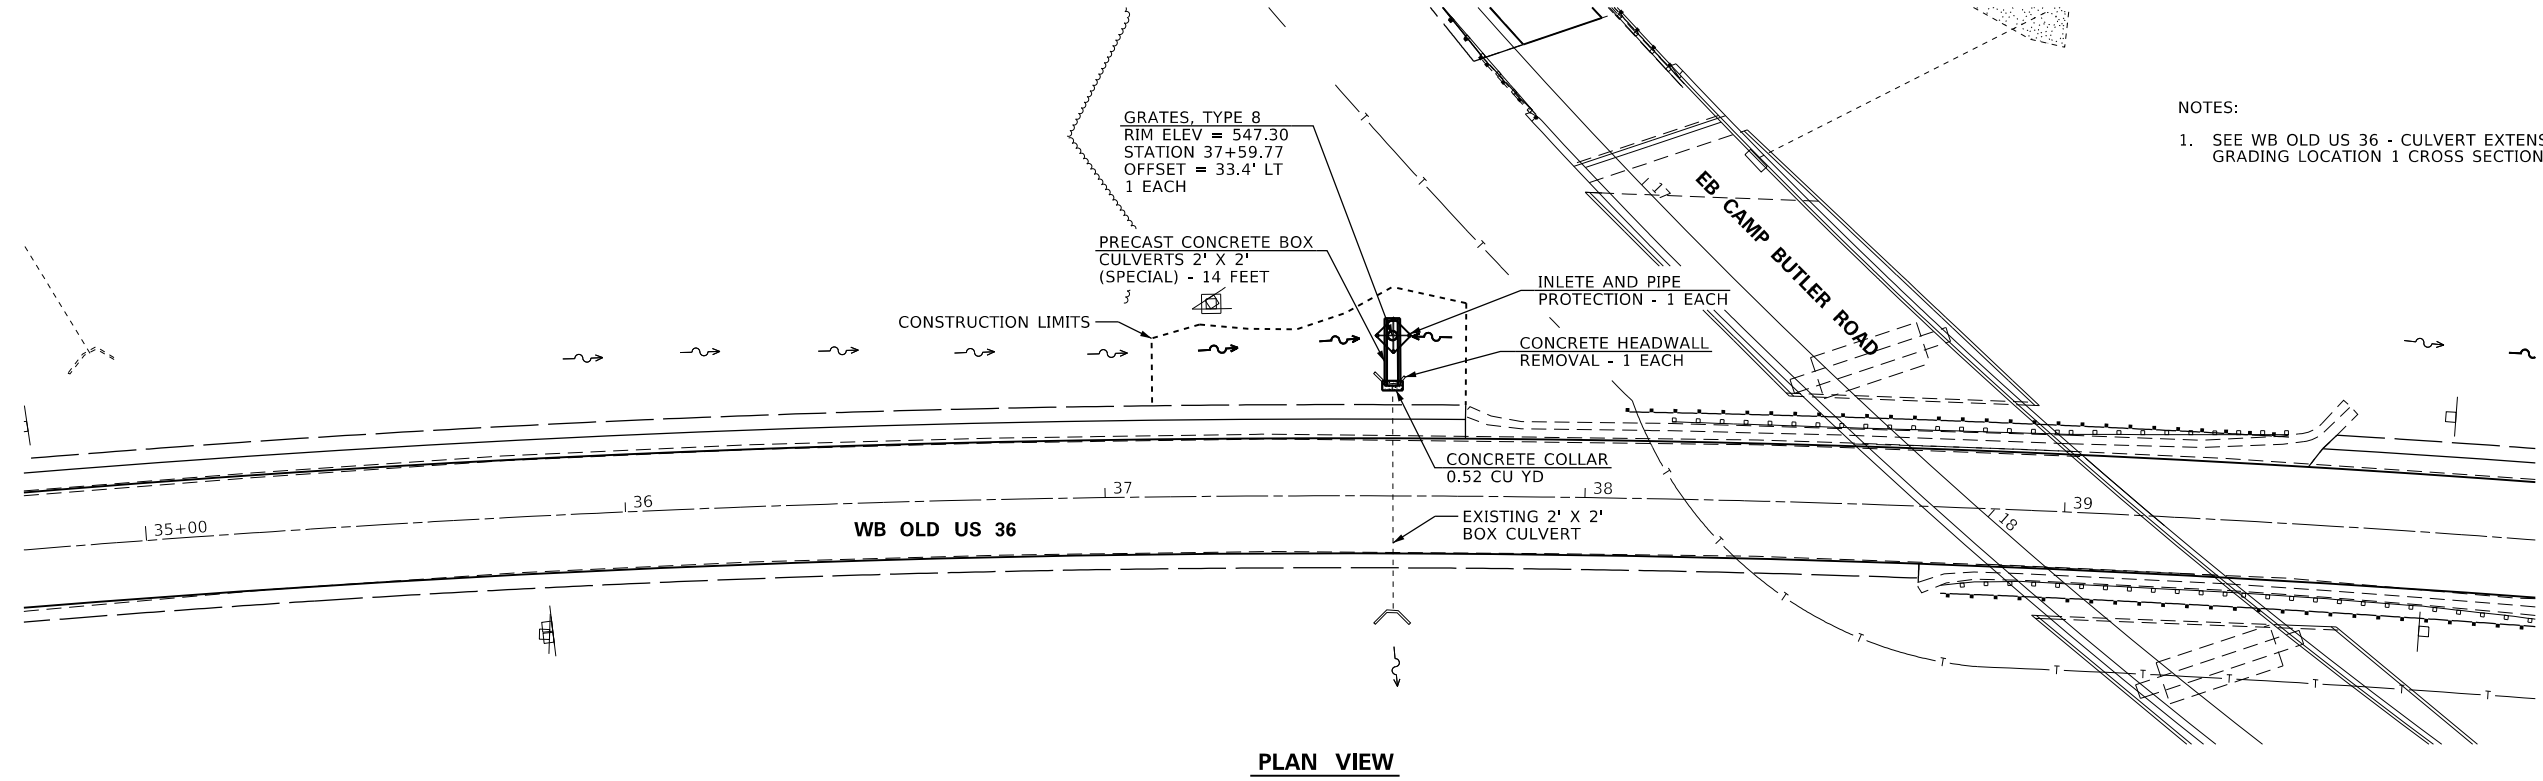 GRATES, TYPE 8
RIM ELEV = 547.30
STATION 37+59.77
OFFSET = 33.4' LT
1 EACH
NOTES:
1. SEE WB OLD US 36 - CULVERT EXTENS
GRADING LOCATION 1 CROSS SECTION
17
EB CAMP BUTLER ROAD
PRECAST CONCRETE BOX
CULVERTS 2' X 2'
(SPECIAL) - 14 FEET
INLETE AND PIPE
PROTECTION - 1 EACH
CONSTRUCTION LIMITS
CONCRETE HEADWALL
REMOVAL - 1 EACH
CONCRETE COLLAR
0.52 CU YD
35+00
36
37
38
39
18
WB OLD US 36
EXISTING 2' X 2'
BOX CULVERT
T
T
T
T
T
T
T
T
T
T
T
T
T
T
PLAN VIEW